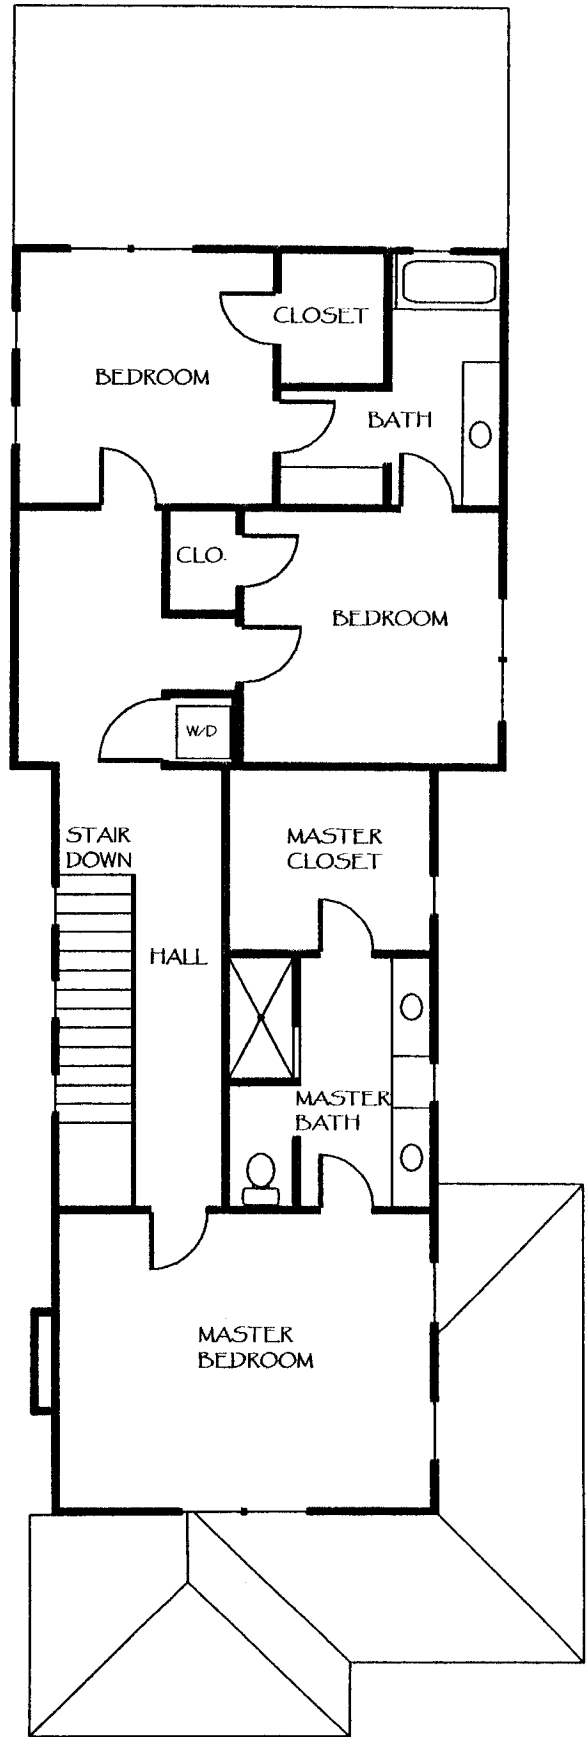 CLOSET
BEDROOM
BATH
CLO.
BEDROOM
W/D
STAIR
DOWN
MASTER
CLOSET
HALL
MASTER
BATH
MASTER
BEDROOM